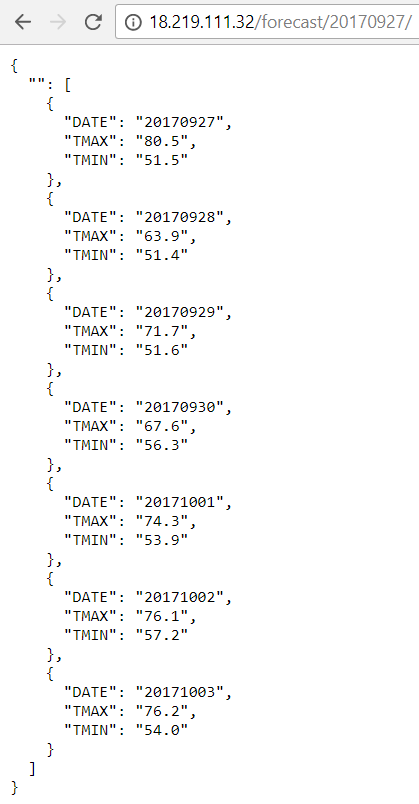 18.219.111.32/forecast/20170927/
{
  "": [
    {
      "DATE": "20170927",
      "TMAX": "80.5",
      "TMIN": "51.5"
    },
    {
      "DATE": "20170928",
      "TMAX": "63.9",
      "TMIN": "51.4"
    },
    {
      "DATE": "20170929",
      "TMAX": "71.7",
      "TMIN": "51.6"
    },
    {
      "DATE": "20170930",
      "TMAX": "67.6",
      "TMIN": "56.3"
    },
    {
      "DATE": "20171001",
      "TMAX": "74.3",
      "TMIN": "53.9"
    },
    {
      "DATE": "20171002",
      "TMAX": "76.1",
      "TMIN": "57.2"
    },
    {
      "DATE": "20171003",
      "TMAX": "76.2",
      "TMIN": "54.0"
    }
  ]
}